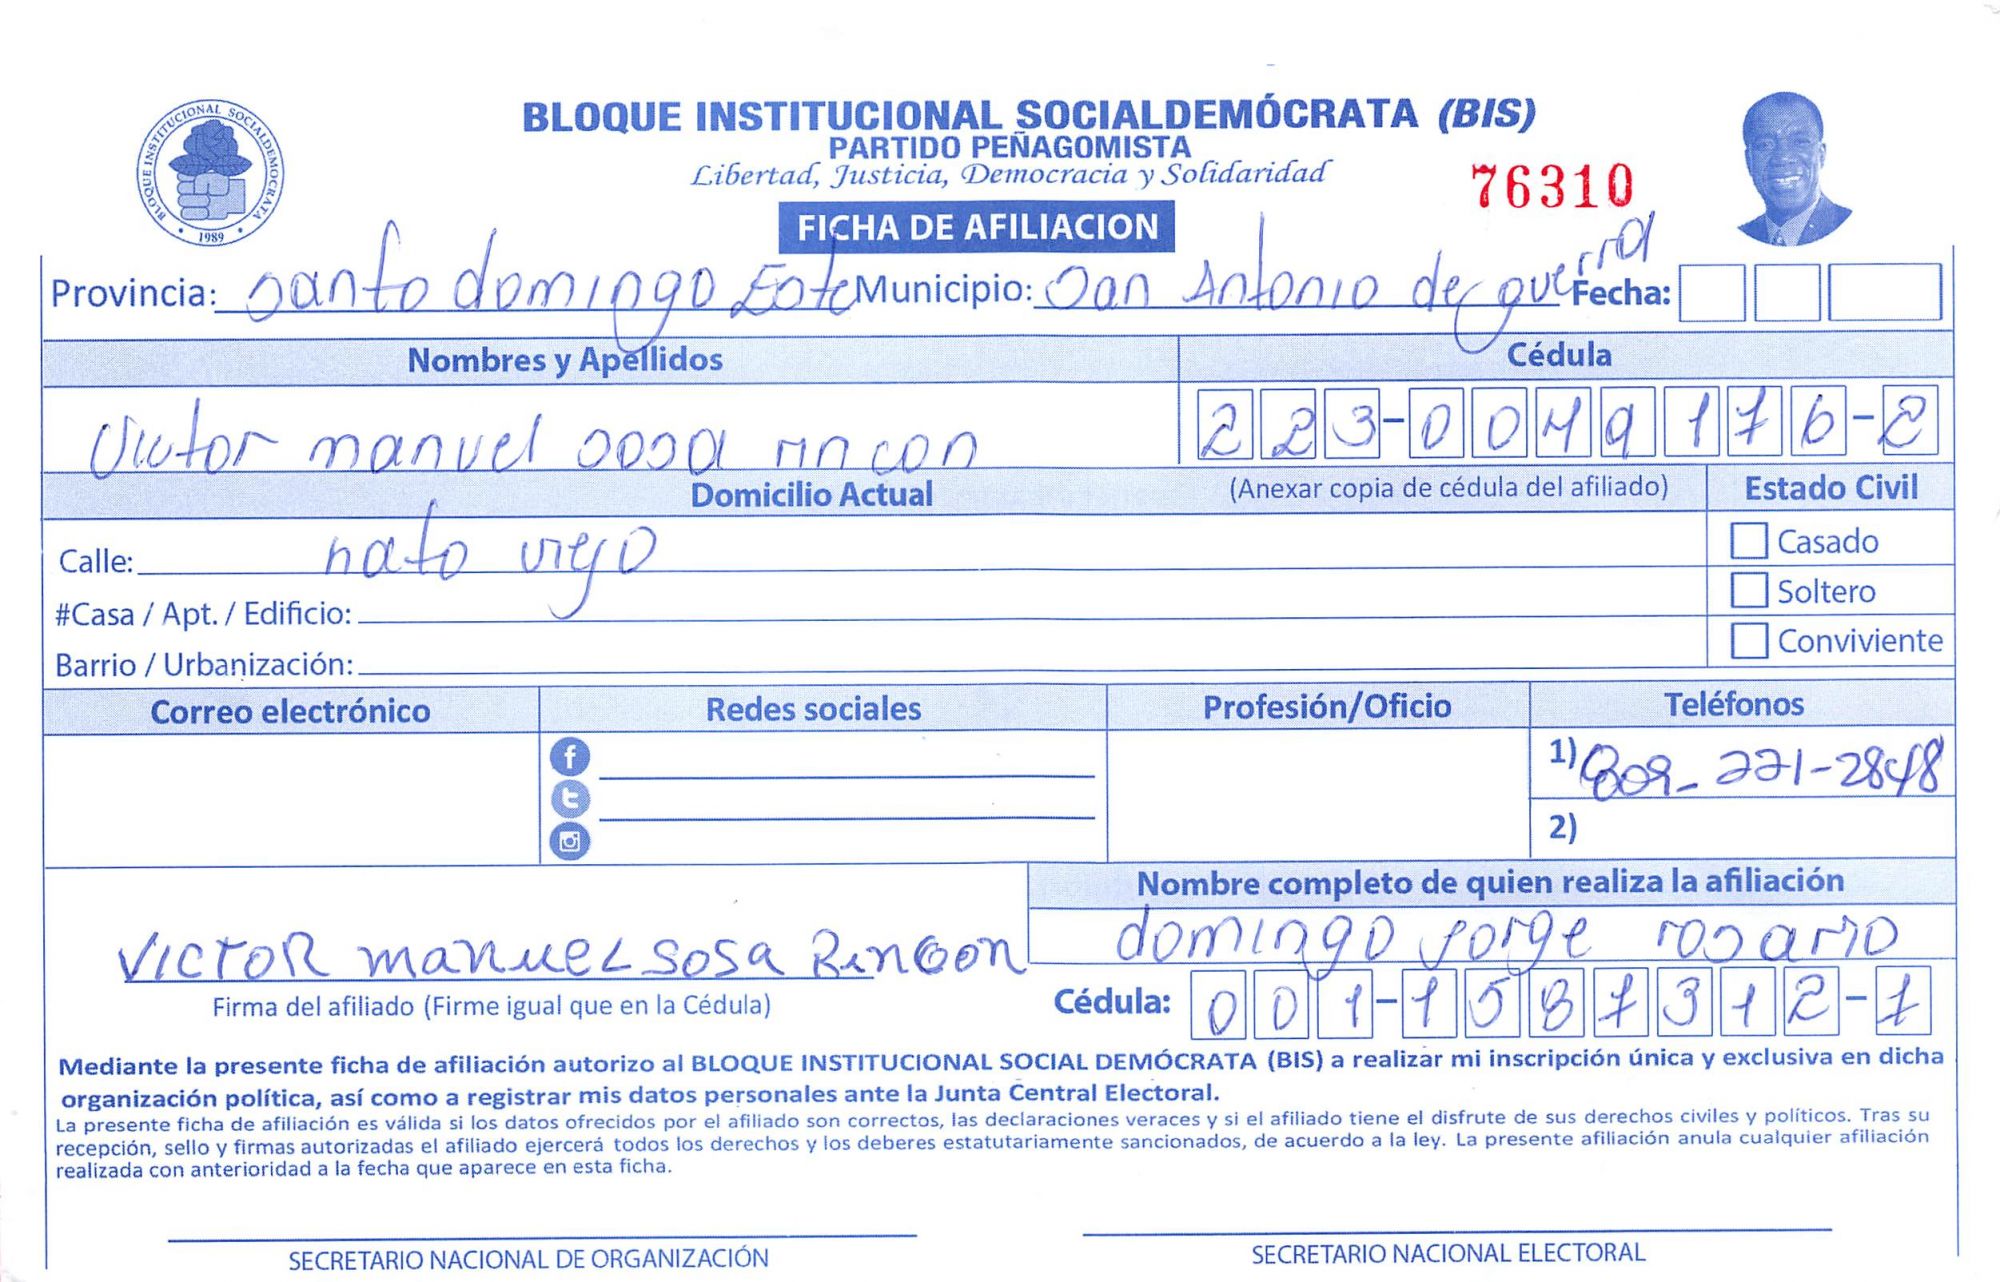 BLOQUE INSTITUCIONAL SOCIALDEMÓCRATA (BIS)
PARTIDO PEÑAGOMISTA
Libertad, Justicia, Democracia y Solidaridad
76310
BLOQUE INSTITUCIONAL SOCIALDEMOCRATA
1989
FICHA DE AFILIACION
Provincia: Santo domingo Este Municipio: San Antonio de guerra Fecha:
Nombres y Apellidos Cédula
Victor manuel sosa rincon 223-0049176-2
Domicilio Actual (Anexar copia de cédula del afiliado) Estado Civil
Calle: hato viejo Casado
#Casa / Apt. / Edificio: Soltero
Barrio / Urbanización: Conviviente
Correo electrónico Redes sociales Profesión/Oficio Teléfonos
1) 809-221-2848
2)
Nombre completo de quien realiza la afiliación
domingo jorge rosario
VICTOR manuel SOSA Rincon
Firma del afiliado (Firme igual que en la Cédula) Cédula: 001-1587312-1
Mediante la presente ficha de afiliación autorizo al BLOQUE INSTITUCIONAL SOCIAL DEMÓCRATA (BIS) a realizar mi inscripción única y exclusiva en dicha
organización política, así como a registrar mis datos personales ante la Junta Central Electoral.
La presente ficha de afiliación es válida si los datos ofrecidos por el afiliado son correctos, las declaraciones veraces y si el afiliado tiene el disfrute de sus derechos civiles y políticos. Tras su
recepción, sello y firmas autorizadas el afiliado ejercerá todos los derechos y los deberes estatutariamente sancionados, de acuerdo a la ley. La presente afiliación anula cualquier afiliación
realizada con anterioridad a la fecha que aparece en esta ficha.
SECRETARIO NACIONAL DE ORGANIZACIÓN SECRETARIO NACIONAL ELECTORAL